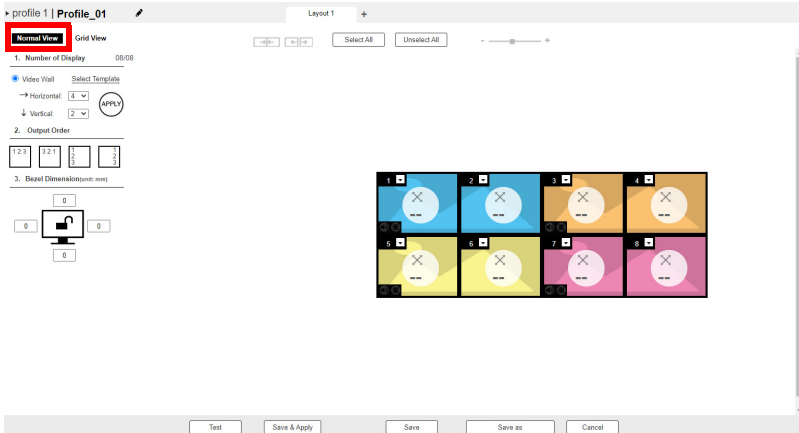 profile 1 | Profile_01
Layout 1 +
Normal View Grid View
Select All Unselect All - +
1. Number of Display 08/08
Video Wall Select Template
Horizontal: 4
APPLY
Vertical: 2
2. Output Order
1 2 3
3 2 1
1
2
3
1
2
3
3. Bezel Dimension(unit: mm)
0
0 0
0
1 2 3 4
-- -- -- --
5 6 7 8
-- -- -- --
Test Save & Apply Save Save as Cancel